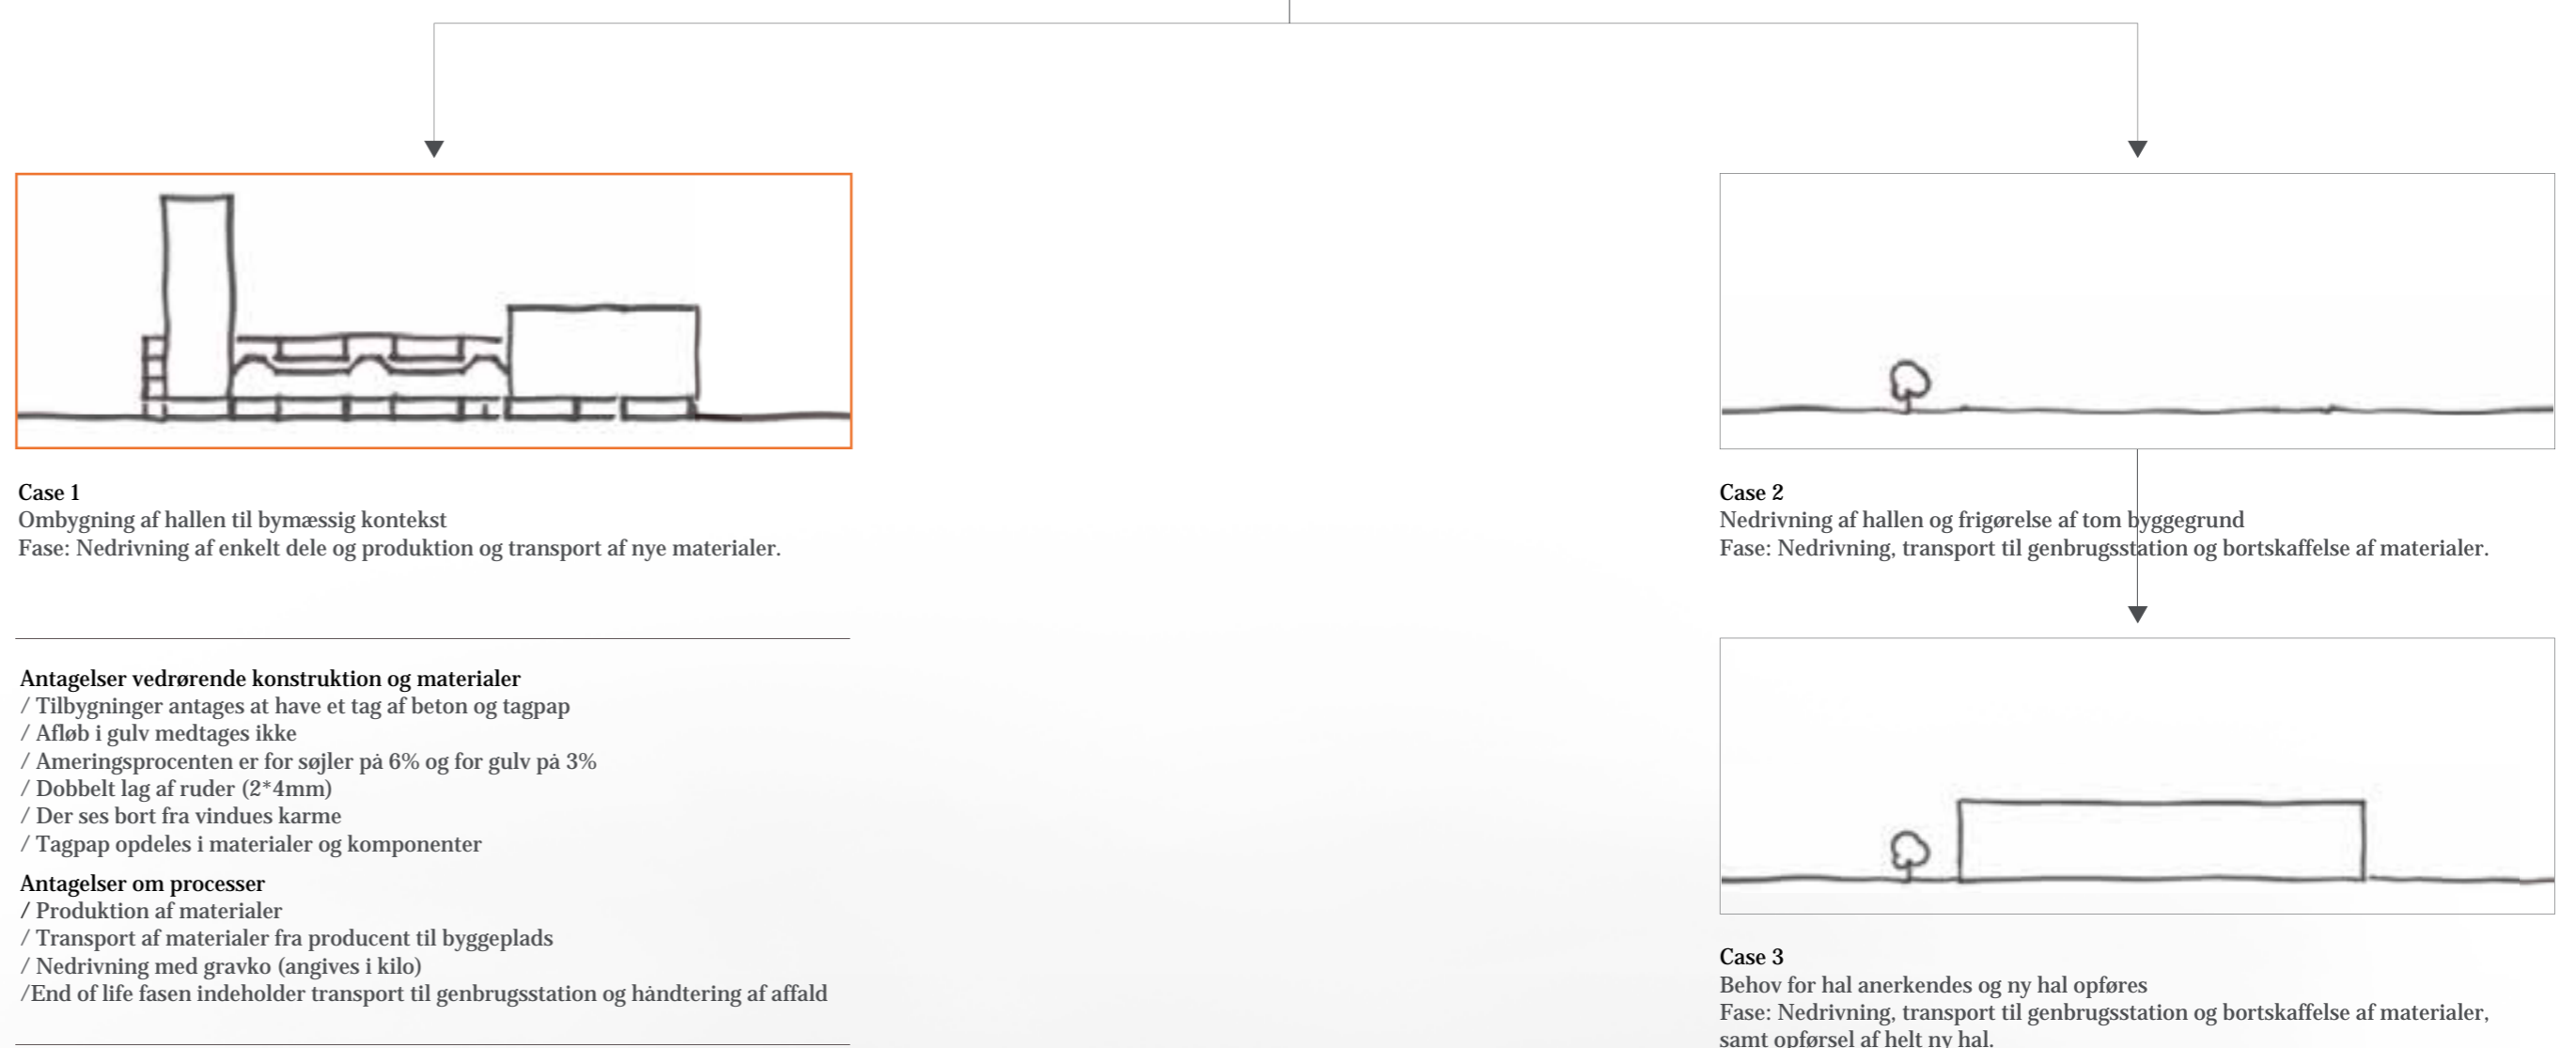 Case 1
Ombygning af hallen til bymæssig kontekst
Fase: Nedrivning af enkelt dele og produktion og transport af nye materialer.
Antagelser vedrørende konstruktion og materialer
/ Tilbygninger antages at have et tag af beton og tagpap
/ Afløb i gulv medtages ikke
/ Ameringsprocenten er for søjler på 6% og for gulv på 3%
/ Dobbelt lag af ruder (2*4mm)
/ Der ses bort fra vindues karme
/ Tagpap opdeles i materialer og komponenter
Antagelser om processer
/ Produktion af materialer
/ Transport af materialer fra producent til byggeplads
/ Nedrivning med gravko (angives i kilo)
/End of life fasen indeholder transport til genbrugsstation og håndtering af affald
Case 2
Nedrivning af hallen og frigørelse af tom byggegrund
Fase: Nedrivning, transport til genbrugsstation og bortskaffelse af materialer.
Case 3
Behov for hal anerkendes og ny hal opføres
Fase: Nedrivning, transport til genbrugsstation og bortskaffelse af materialer,
samt opførsel af helt ny hal.